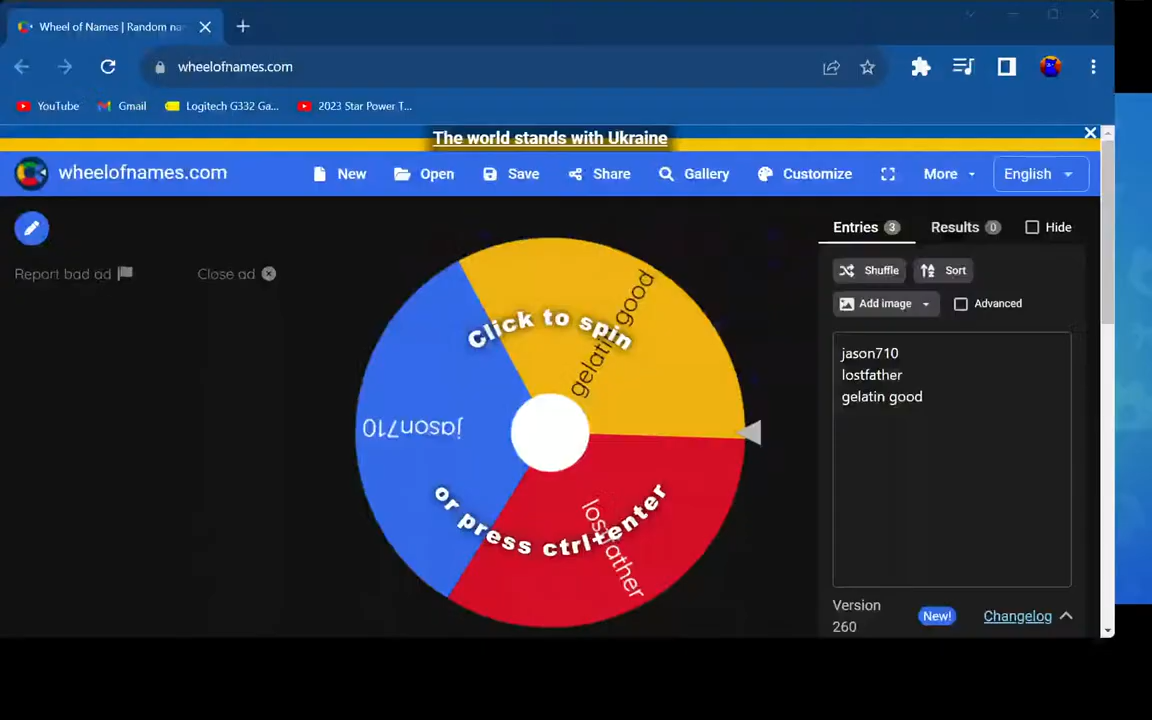 Wheel of Names | Random na
wheelofnames.com
YouTube
Gmail
Logitech G332 Ga...
2023 Star Power T...
The world stands with Ukraine
wheelofnames.com
New
Open
Save
Share
Gallery
Customize
More
English
Report bad ad
Close ad
Click to spin
or press ctrl+enter
gelatin good
jason710
lostfather
Entries 3
Results 0
Hide
Shuffle
Sort
Add image
Advanced
jason710
lostfather
gelatin good
Version
260
New!
Changelog